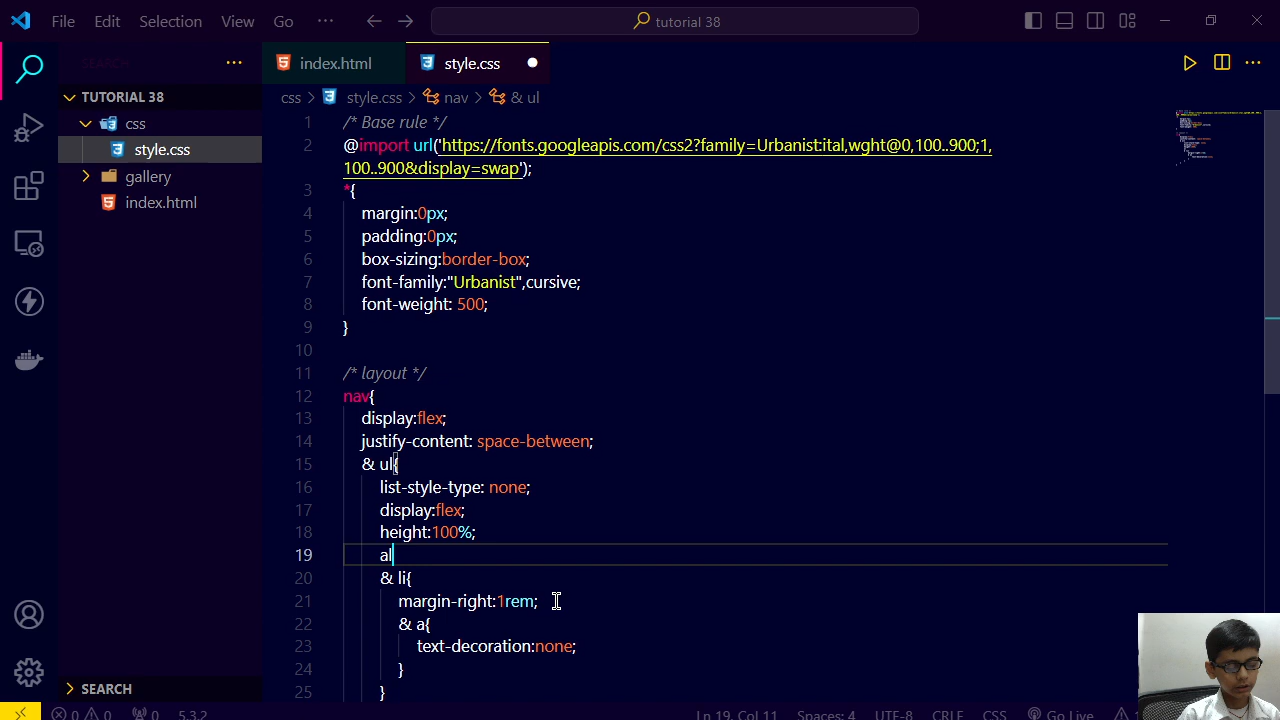 File Edit Selection View Go ··· tutorial 38
index.html style.css
TUTORIAL 38
css
style.css
gallery
index.html
SEARCH
css > style.css > nav > & ul
1 /* Base rule */
2 @import url('https://fonts.googleapis.com/css2?family=Urbanist:ital,wght@0,100..900;1,
100..900&display=swap');
3 *{
4 margin:0px;
5 padding:0px;
6 box-sizing:border-box;
7 font-family:"Urbanist",cursive;
8 font-weight: 500;
9 }
10
11 /* layout */
12 nav{
13 display:flex;
14 justify-content: space-between;
15 & ul{
16 list-style-type: none;
17 display:flex;
18 height:100%;
19 al
20 & li{
21 margin-right:1rem;
22 & a{
23 text-decoration:none;
24 }
25 }
0 0 0 5.3.2 Ln 19, Col 11 Spaces: 4 UTF-8 CRLF CSS Go Live